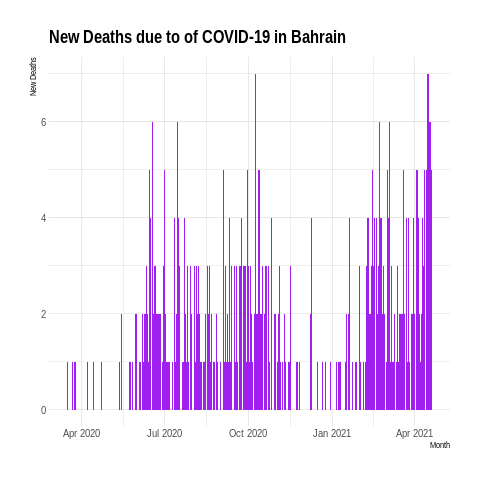 New Deaths due to of COVID-19 in Bahrain
New Deaths
6
4
2
0
Apr 2020 Jul 2020 Oct 2020 Jan 2021 Apr 2021
Month